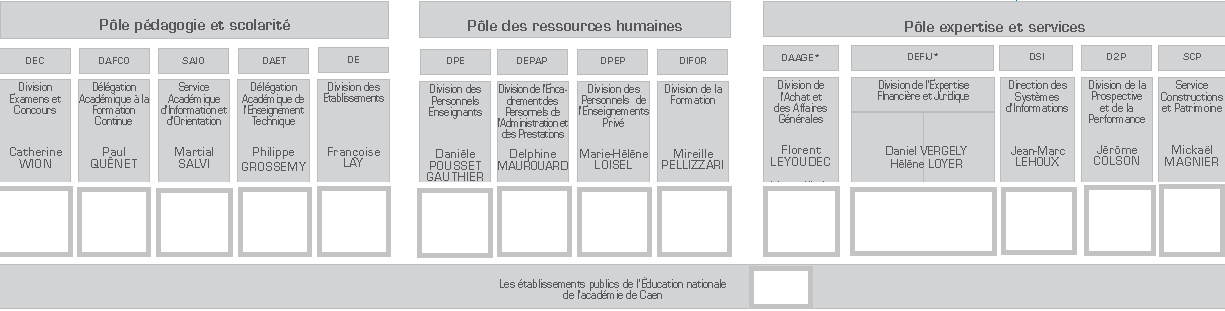 Pôle pédagogie et scolarité
DEC
Division
Examens et
Concours
Catherine
WION
DAFCO
Délégation
Académique à la
Formation
Continue
Paul
QUÉNET
SAIO
Service
Académique
d'Information et
d'Orientation
Martial
SALVI
DAET
Délégation
Académique de
l'Enseignement
Technique
Philippe
GROSSEMY
DE
Division des
Établissements
Françoise
LAY
Pôle des ressources humaines
DPE
Division des
Personnels
Enseignants
Danièle
POUSSET
GAUTHIER
DEPAP
Division de l'Enca-
drement des
Personnels de
l'Administration et
des Prestations
Delphine
MAUROUARD
DPEP
Division des
Personnels de
l'Enseignements
Privé
Marie-Hélène
LOISEL
DIFOR
Division de la
Formation
Mireille
PELLIZZARI
Pôle expertise et services
DAAGE*
Division de
l'Achat et
des Affaires
Générales
Florent
LEYOUDEC
DEFIJ*
Division de l'Expertise
Financière et Juridique
Daniel VERGELY
Hélène LOYER
DSI
Direction des
Systèmes
d'Informations
Jean-Marc
LEHOUX
D2P
Division de la
Prospective
et de la
Performance
Jérôme
COLSON
SCP
Service
Constructions
et Patrimoine
Mickaël
MAGNIER
Les établissements publics de l'Éducation nationale
de l'académie de Caen